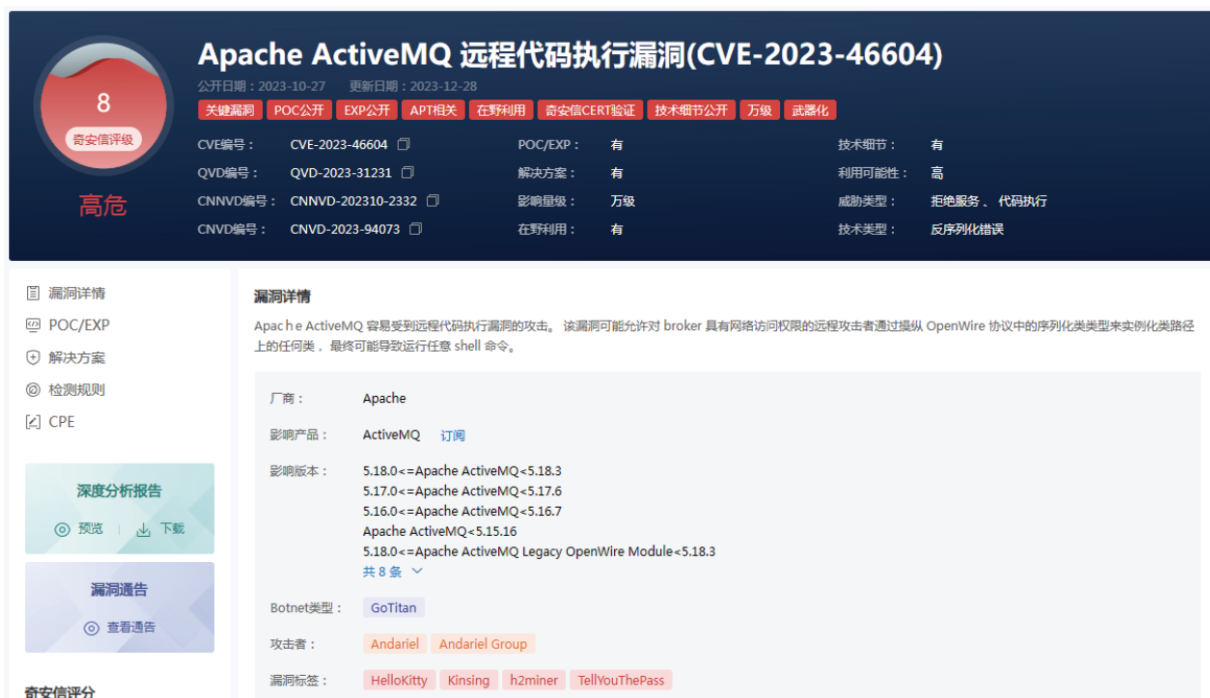 Apache ActiveMQ 远程代码执行漏洞(CVE-2023-46604)
公开日期：2023-10-27 更新日期：2023-12-28
8
奇安信评级
高危
关键漏洞 POC公开 EXP公开 APT相关 在野利用 奇安信CERT验证 技术细节公开 万级 武器化
CVE编号： CVE-2023-46604 POC/EXP： 有 技术细节： 有
QVD编号： QVD-2023-31231 解决方案： 有 利用可能性： 高
CNNVD编号： CNNVD-202310-2332 影响量级： 万级 威胁类型： 拒绝服务 、 代码执行
CNVD编号： CNVD-2023-94073 在野利用： 有 技术类型： 反序列化错误
漏洞详情
POC/EXP
解决方案
检测规则
CPE
深度分析报告
预览 下载
漏洞通告
查看通告
奇安信评分
漏洞详情
Apache ActiveMQ 容易受到远程代码执行漏洞的攻击。 该漏洞可能允许对 broker 具有网络访问权限的远程攻击者通过操纵 OpenWire 协议中的序列化类类型来实例化类路径
上的任何类，最终可能导致运行任意 shell 命令。
厂商： Apache
影响产品： ActiveMQ 订阅
影响版本： 5.18.0<=Apache ActiveMQ<5.18.3
5.17.0<=Apache ActiveMQ<5.17.6
5.16.0<=Apache ActiveMQ<5.16.7
Apache ActiveMQ<5.15.16
5.18.0<=Apache ActiveMQ Legacy OpenWire Module<5.18.3
共 8 条
Botnet类型： GoTitan
攻击者： Andariel Andariel Group
漏洞标签： HelloKitty Kinsing h2miner TellYouThePass